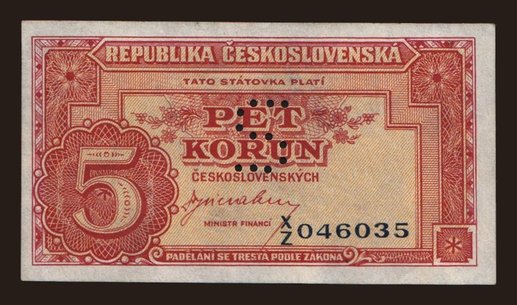 REPUBLIKA ČESKOSLOVENSKÁ
TATO STÁTOVKA PLATÍ
PĚT
KORUN
ČESKOSLOVENSKÝCH
5
MINISTR FINANCÍ
X/Z 046035
PADĚLÁNÍ SE TRESTÁ PODLE ZÁKONA